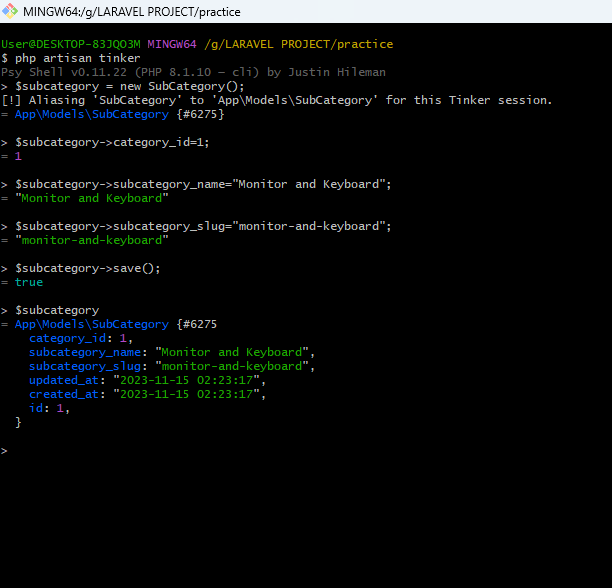 MINGW64:/g/LARAVEL PROJECT/practice
User@DESKTOP-83JQO3M MINGW64 /g/LARAVEL PROJECT/practice
$ php artisan tinker
Psy Shell v0.11.22 (PHP 8.1.10 — cli) by Justin Hileman
> $subcategory = new SubCategory();
[!] Aliasing 'SubCategory' to 'App\Models\SubCategory' for this Tinker session.
= App\Models\SubCategory {#6275}
> $subcategory->category_id=1;
= 1
> $subcategory->subcategory_name="Monitor and Keyboard";
= "Monitor and Keyboard"
> $subcategory->subcategory_slug="monitor-and-keyboard";
= "monitor-and-keyboard"
> $subcategory->save();
= true
> $subcategory
= App\Models\SubCategory {#6275
category_id: 1,
subcategory_name: "Monitor and Keyboard",
subcategory_slug: "monitor-and-keyboard",
updated_at: "2023-11-15 02:23:17",
created_at: "2023-11-15 02:23:17",
id: 1,
}
>